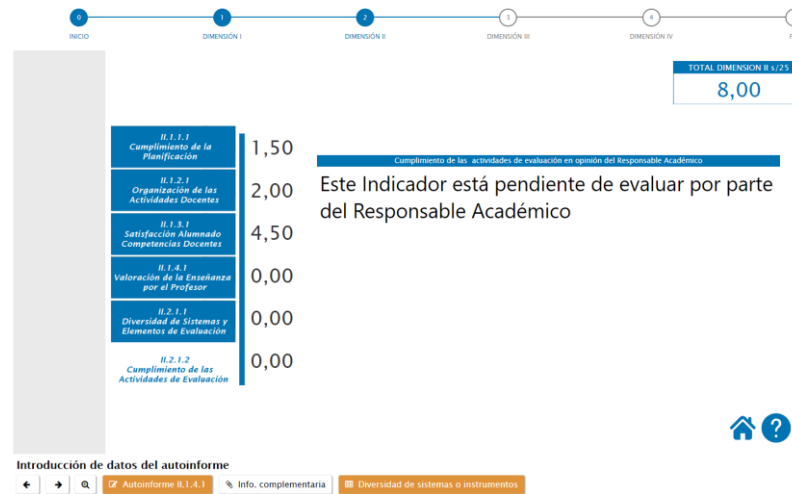 0
1
2
3
4
INICIO
DIMENSIÓN I
DIMENSIÓN II
DIMENSIÓN III
DIMENSIÓN IV
TOTAL DIMENSION II s/25
8,00
II.1.1.1
Cumplimiento de la
Planificación
1,50
II.1.2.1
Organización de las
Actividades Docentes
2,00
II.1.3.1
Satisfacción Alumnado
Competencias Docentes
4,50
II.1.4.1
Valoración de la Enseñanza
por el Profesor
0,00
II.2.1.1
Diversidad de Sistemas y
Elementos de Evaluación
0,00
II.2.1.2
Cumplimiento de las
Actividades de Evaluación
0,00
Cumplimiento de las actividades de evaluación en opinión del Responsable Académico
Este Indicador está pendiente de evaluar por parte
del Responsable Académico
?
Introducción de datos del autoinforme
Autoinforme II.1.4.1
Info. complementaria
Diversidad de sistemas o instrumentos